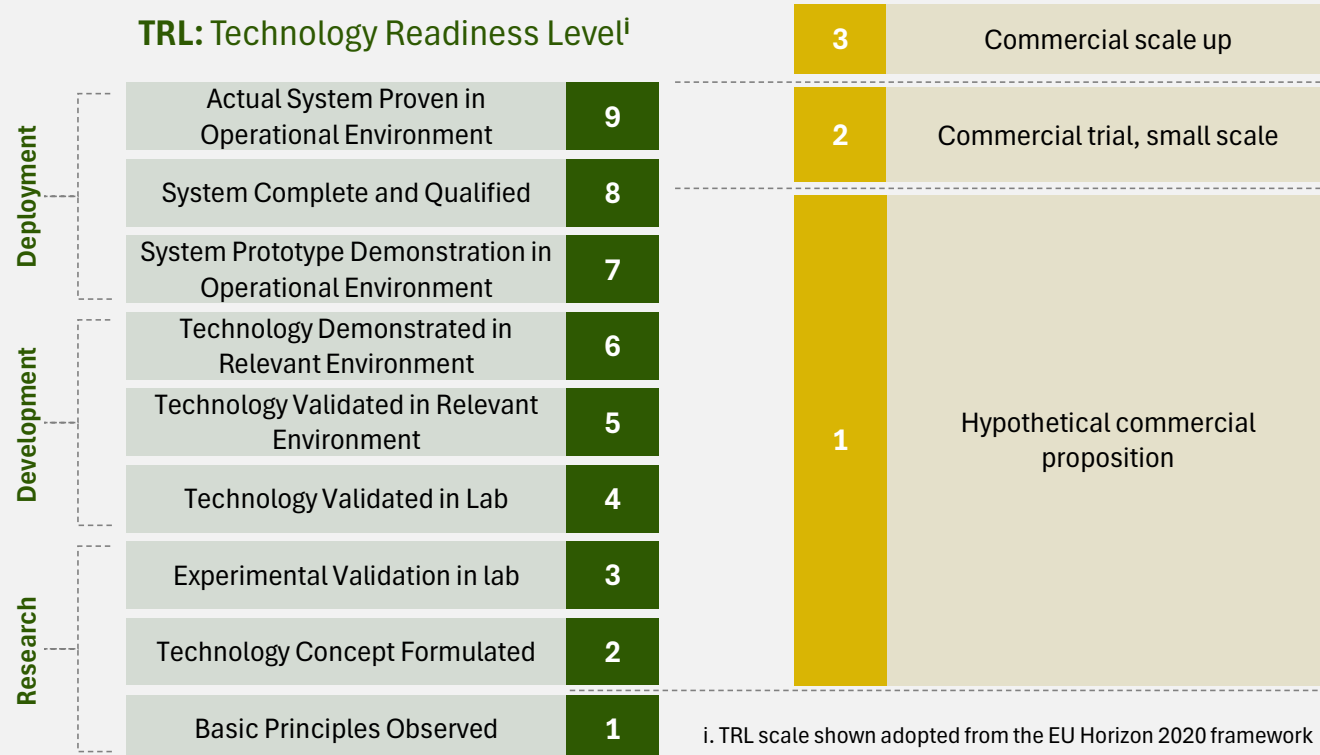 TRL: Technology Readiness Levelⁱ
Deployment
Actual System Proven in
Operational Environment
9
System Complete and Qualified
8
System Prototype Demonstration in
Operational Environment
7
Development
Technology Demonstrated in
Relevant Environment
6
Technology Validated in Relevant
Environment
5
Technology Validated in Lab
4
Research
Experimental Validation in lab
3
Technology Concept Formulated
2
Basic Principles Observed
1
3
Commercial scale up
2
Commercial trial, small scale
1
Hypothetical commercial
proposition
i. TRL scale shown adopted from the EU Horizon 2020 framework